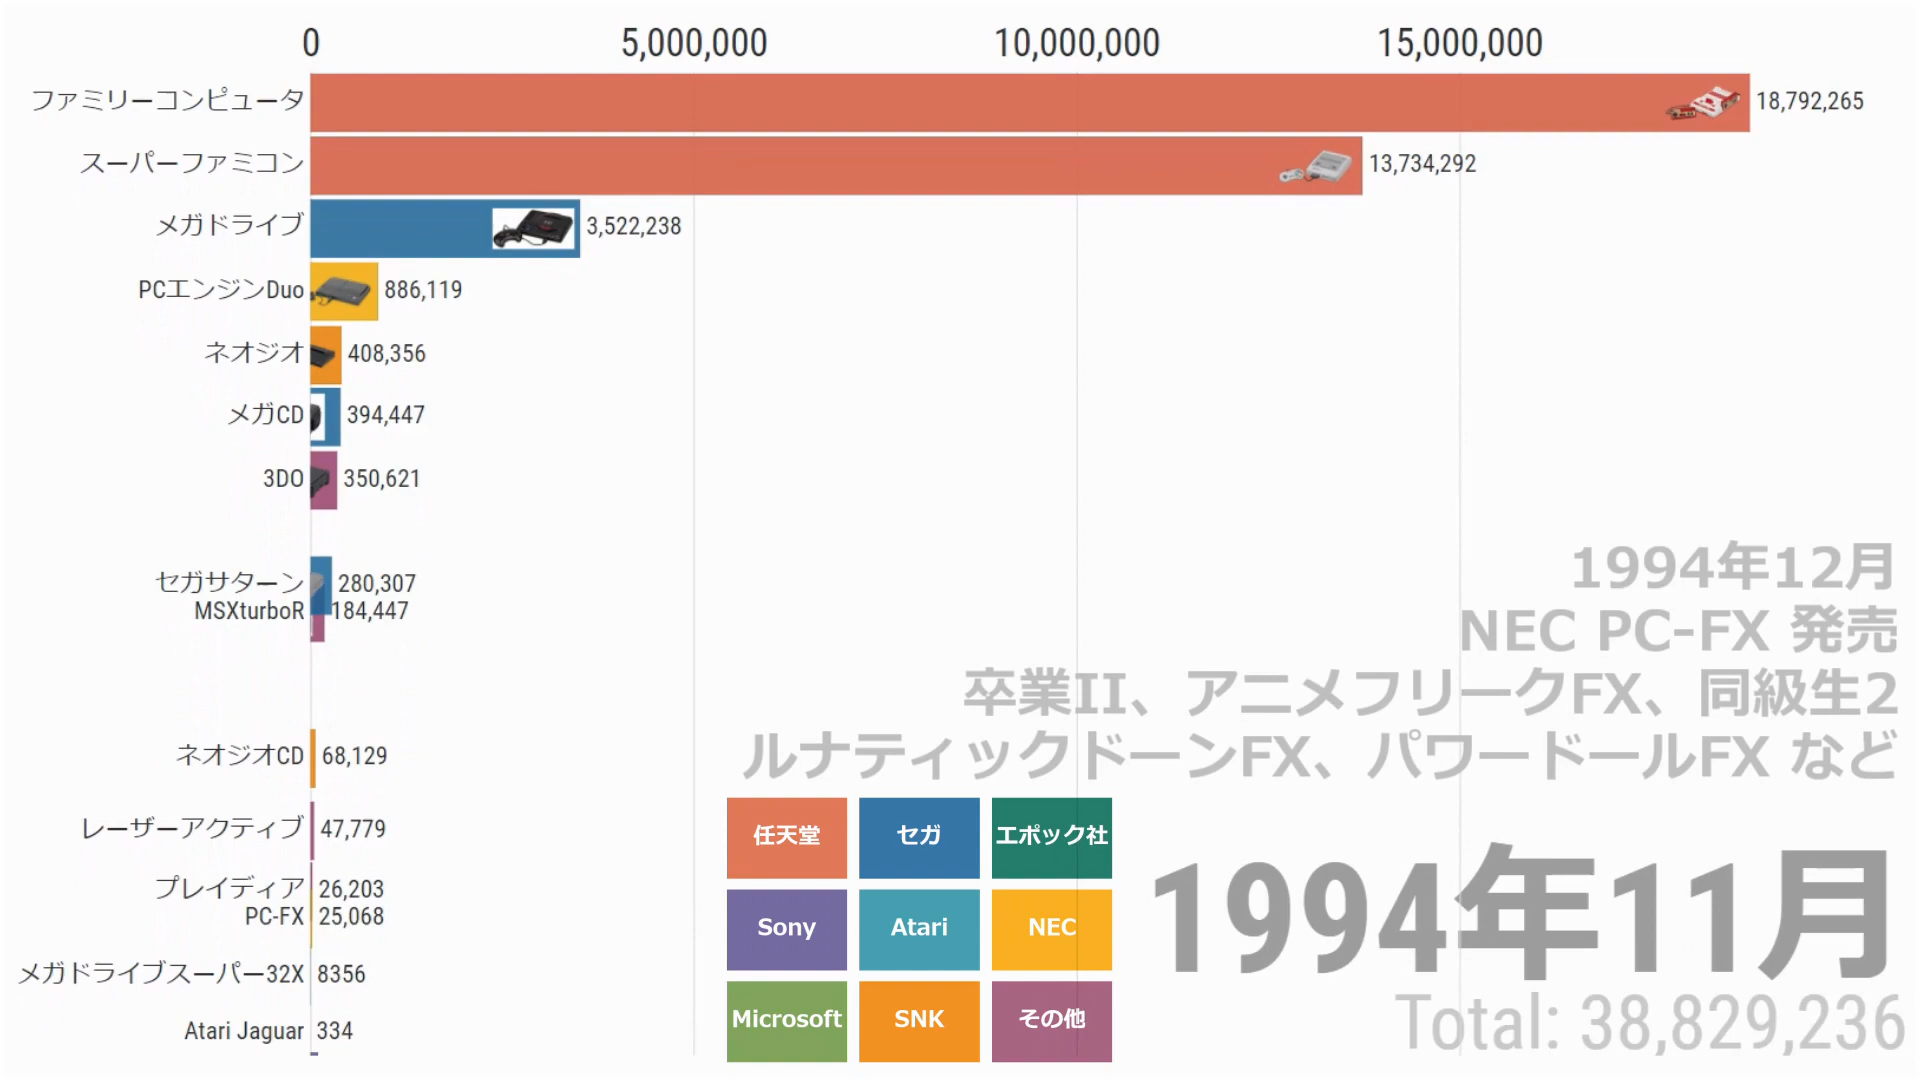 0 5,000,000 10,000,000 15,000,000
ファミリーコンピュータ 18,792,265
スーパーファミコン 13,734,292
メガドライブ 3,522,238
PCエンジンDuo 886,119
ネオジオ 408,356
メガCD 394,447
3DO 350,621
セガサターン 280,307
MSXturboR 184,447
ネオジオCD 68,129
レーザーアクティブ 47,779
プレイディア 26,203
PC-FX 25,068
メガドライブスーパー32X 8356
Atari Jaguar 334
1994年12月
NEC PC-FX 発売
卒業II、アニメフリークFX、同級生2
ルナティックドーンFX、パワードールFX など
任天堂 セガ エポック社
Sony Atari NEC
Microsoft SNK その他
1994年11月
Total: 38,829,236